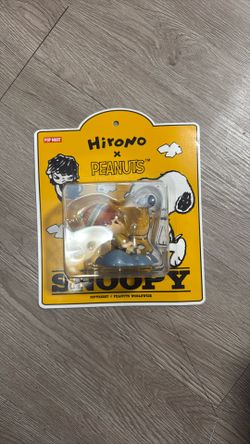 POP MART
Hirono
×
PEANUTS™
SNOOPY
COPYRIGHT © PEANUTS WORLDWIDE